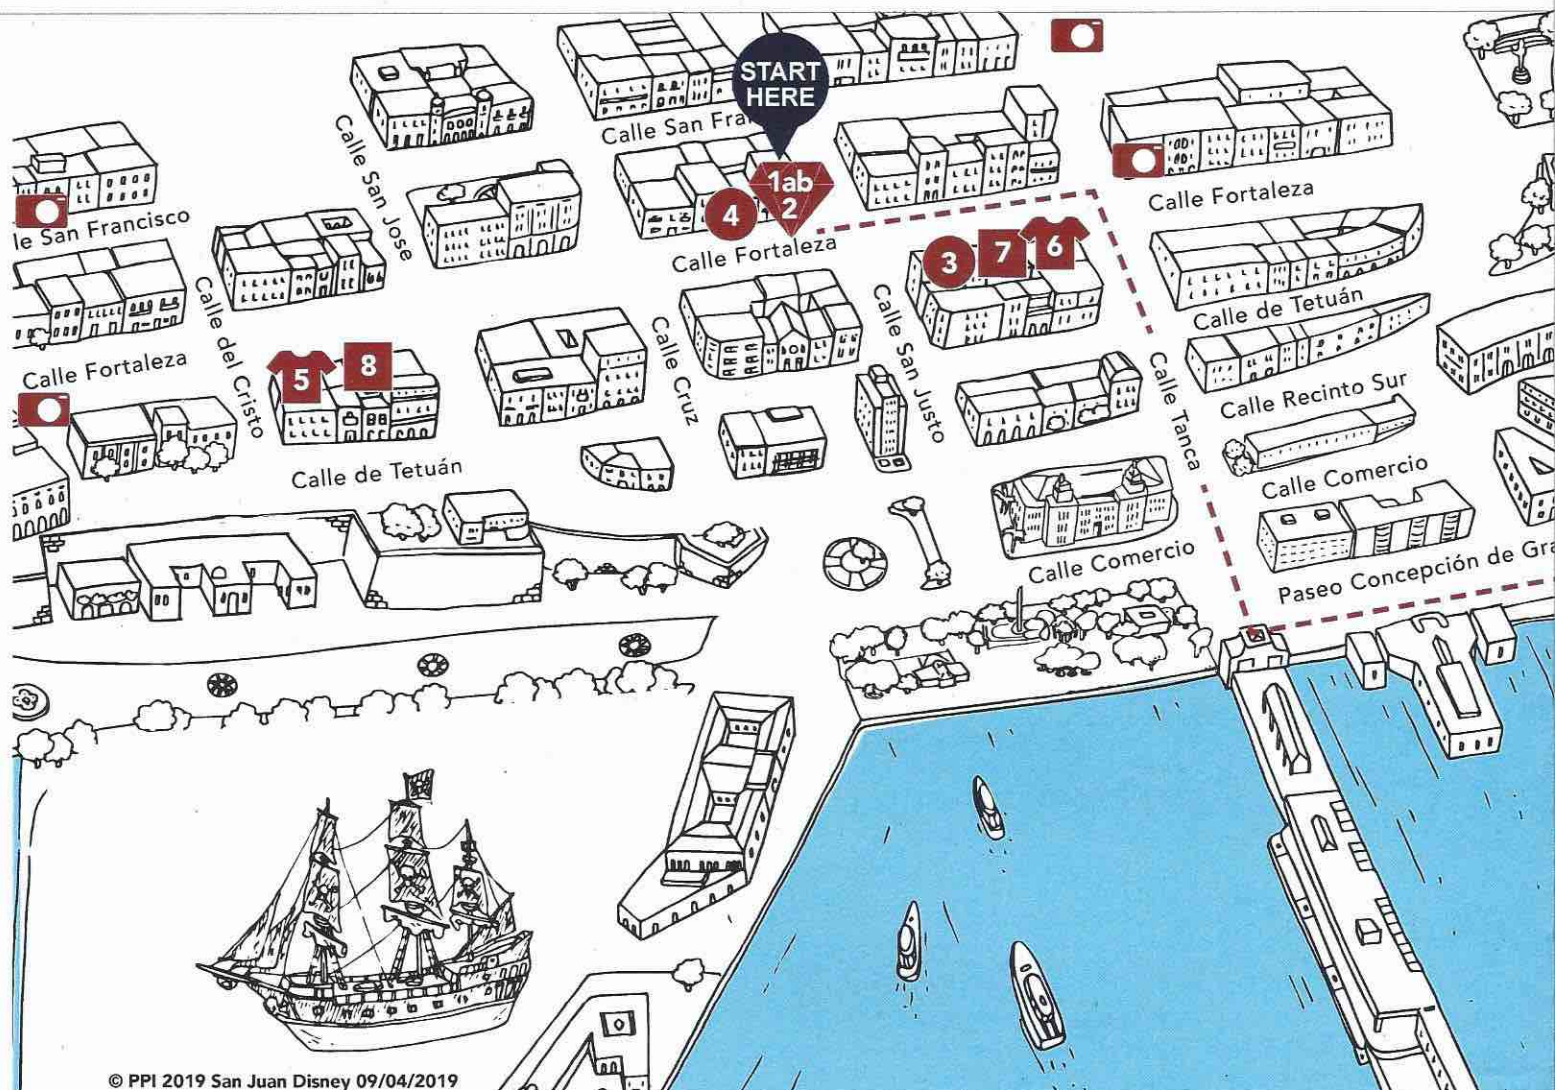 START
HERE
Calle San Fra
Calle San Jose
1ab
2
4
Calle Fortaleza
le San Francisco
Calle Fortaleza
3
7
6
Calle Fortaleza
Calle de Tetuán
Calle del Cristo
Calle Fortaleza
5
8
Calle Cruz
Calle San Justo
Calle Tanca
Calle Recinto Sur
Calle de Tetuán
Calle Comercio
Calle Comercio
Paseo Concepción de Gra
© PPI 2019 San Juan Disney 09/04/2019